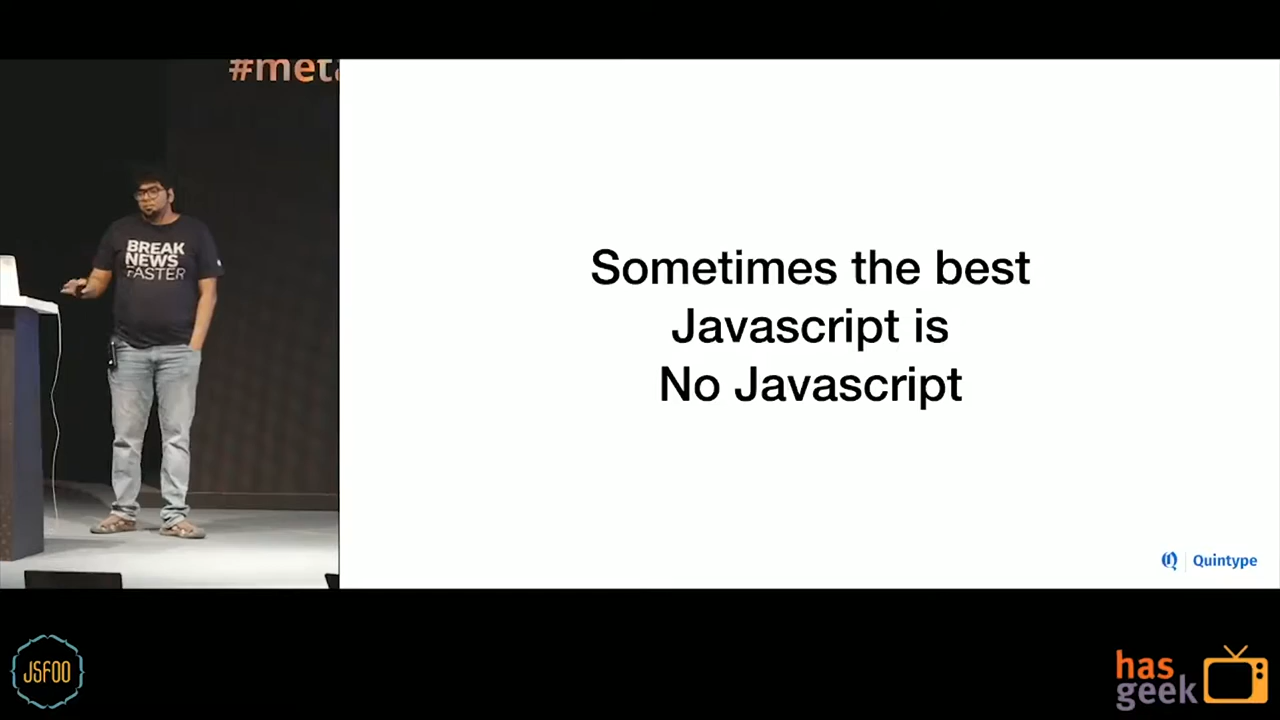 #meta
BREAK
NEWS
FASTER
Sometimes the best
Javascript is
No Javascript
Quintype
JSFOO
has
geek